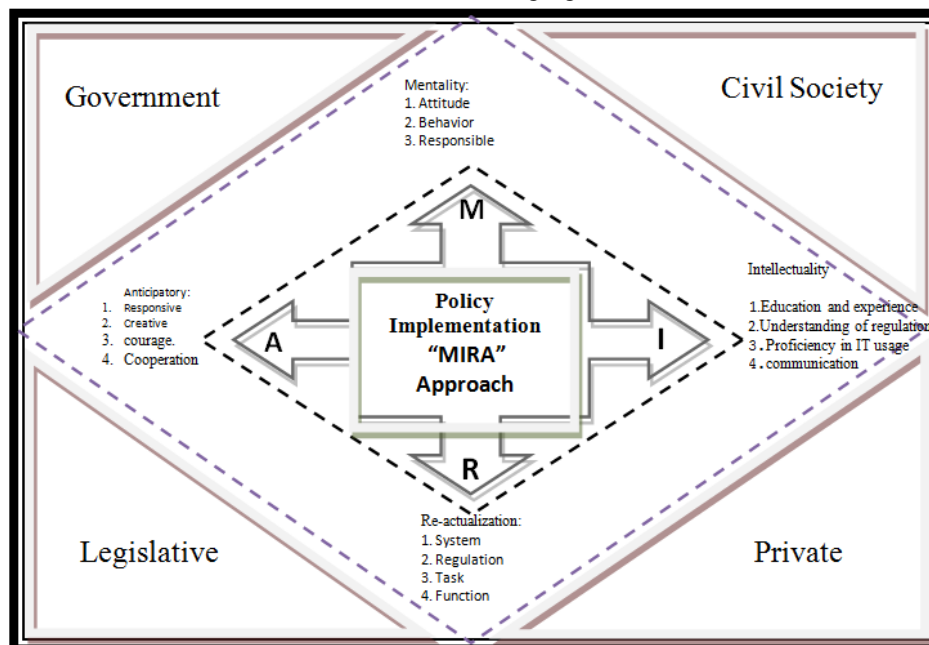 Government
Civil Society
Mentality:
1. Attitude
2. Behavior
3. Responsible
M
Anticipatory:
1. Responsive
2. Creative
3. courage.
4. Cooperation
A
Policy
Implementation
“MIRA”
Approach
I
Intellectuality
1.Education and experience
2.Understanding of regulation
3.Proficiency in IT usage
4.communication
R
Re-actualization:
1. System
2. Regulation
3. Task
4. Function
Legislative
Private